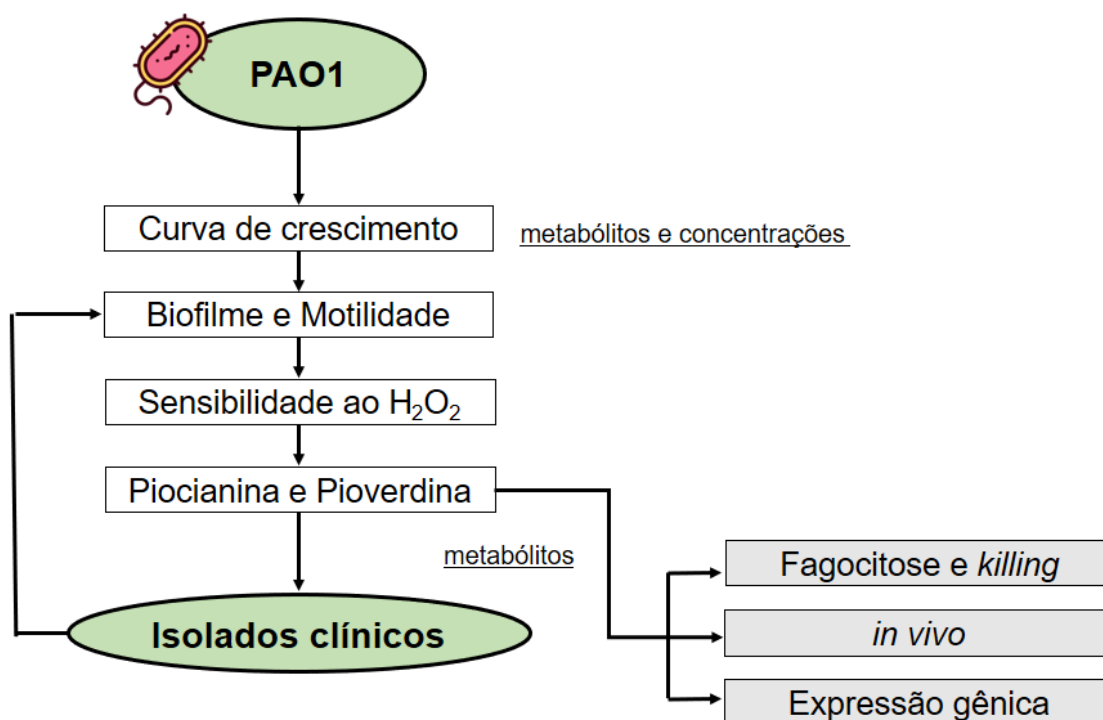 PAO1
Curva de crescimento
metabólitos e concentrações
Biofilme e Motilidade
Sensibilidade ao H₂O₂
Piocianina e Pioverdina
metabólitos
Fagocitose e killing
Isolados clínicos
in vivo
Expressão gênica